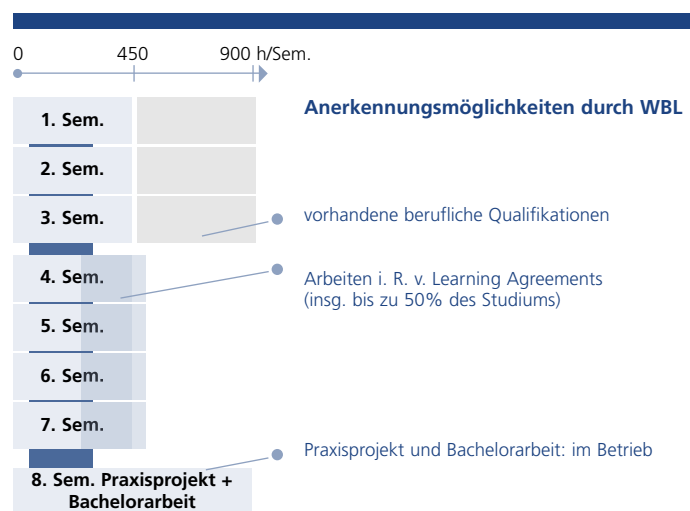 0 450 900 h/Sem.
Anerkennungsmöglichkeiten durch WBL
1. Sem.
2. Sem.
3. Sem.
vorhandene berufliche Qualifikationen
4. Sem.
Arbeiten i. R. v. Learning Agreements
(insg. bis zu 50% des Studiums)
5. Sem.
6. Sem.
7. Sem.
Praxisprojekt und Bachelorarbeit: im Betrieb
8. Sem. Praxisprojekt +
Bachelorarbeit